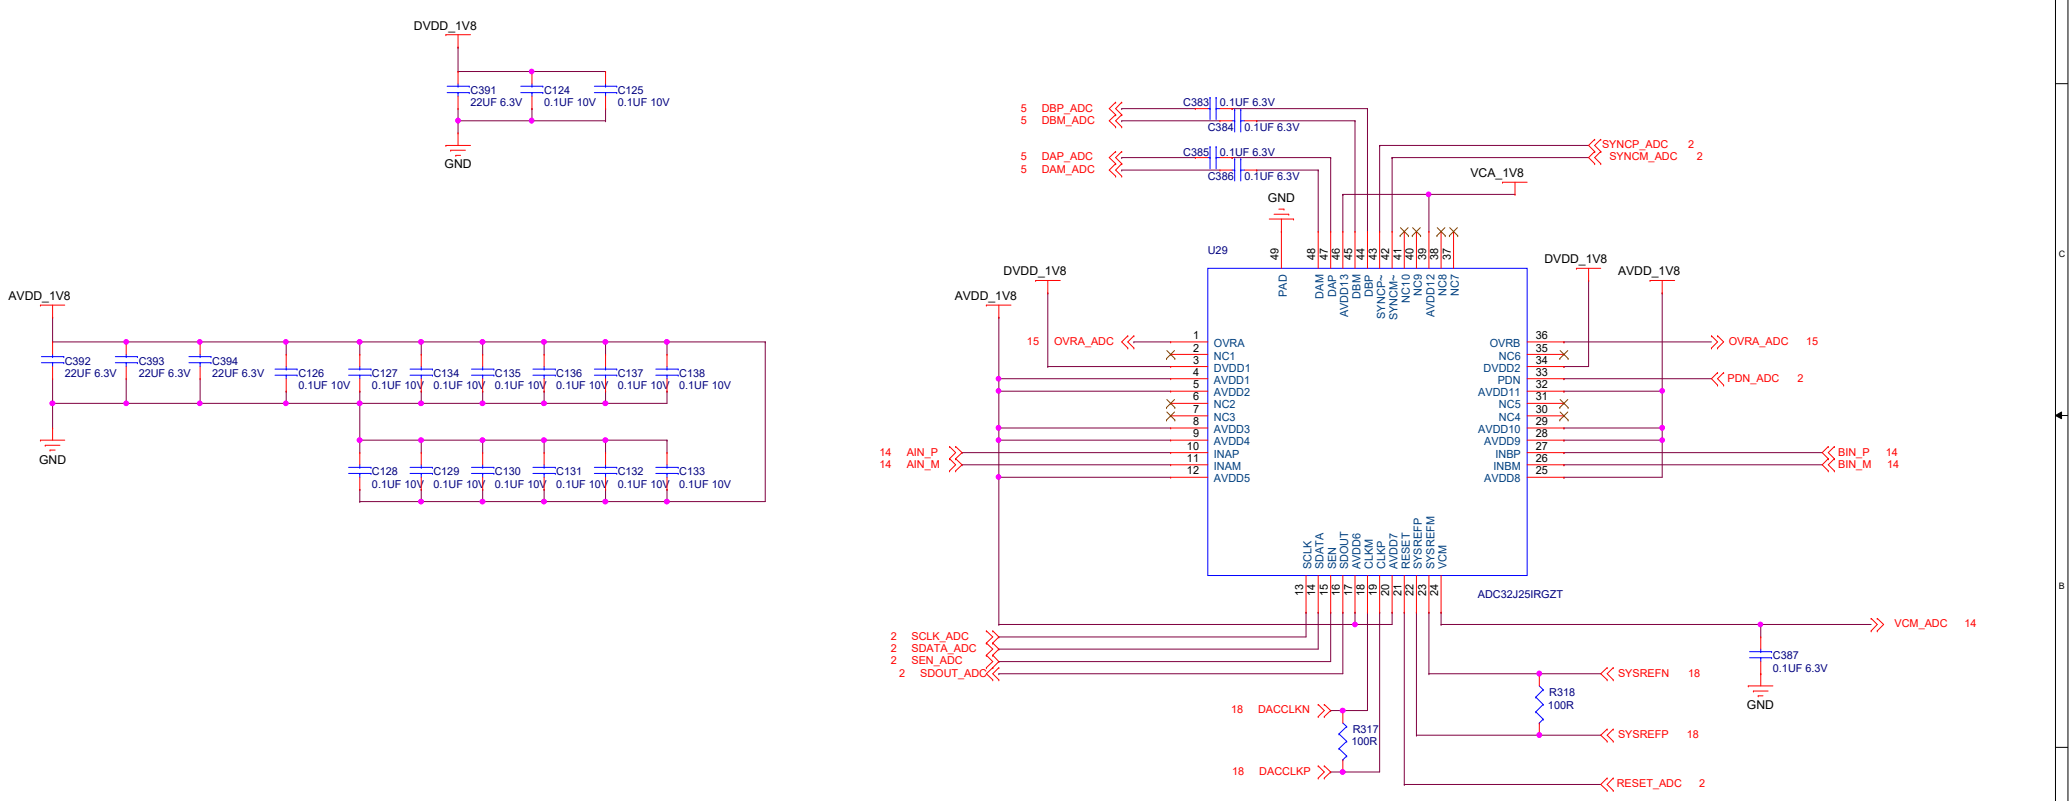 DVDD_1V8
C391
22UF 6.3V
C124
0.1UF 10V
C125
0.1UF 10V
GND
AVDD_1V8
C392
22UF 6.3V
C393
22UF 6.3V
C394
22UF 6.3V
C126
0.1UF 10V
C127
0.1UF 10V
C134
0.1UF 10V
C135
0.1UF 10V
C136
0.1UF 10V
C137
0.1UF 10V
C138
0.1UF 10V
GND
C128
0.1UF 10V
C129
0.1UF 10V
C130
0.1UF 10V
C131
0.1UF 10V
C132
0.1UF 10V
C133
0.1UF 10V
5 DBP_ADC
5 DBM_ADC
C383 0.1UF 6.3V
C384 0.1UF 6.3V
5 DAP_ADC
5 DAM_ADC
C385 0.1UF 6.3V
C386 0.1UF 6.3V
SYNCP_ADC 2
SYNCM_ADC 2
VCA_1V8
GND
U29
49 48 47 46 45 44 43 42 41 40 39 38 37
PAD DAM DAP AVDD13 DBM DBP SYNCP~ SYNCM~ NC10 NC9 AVDD12 NC8 NC7
DVDD_1V8
AVDD_1V8
DVDD_1V8
AVDD_1V8
15 OVRA_ADC
1 OVRA
2 NC1
3 DVDD1
4 AVDD1
5 AVDD2
6 NC2
7 NC3
8 AVDD3
9 AVDD4
10 INAP
11 INAM
12 AVDD5
14 AIN_P
14 AIN_M
OVRB 36
NC6 35
DVDD2 34
PDN 33
AVDD11 32
NC5 31
NC4 30
AVDD10 29
AVDD9 28
INBP 27
INBM 26
AVDD8 25
OVRA_ADC 15
PDN_ADC 2
BIN_P 14
BIN_M 14
SCLK SDATA SEN SDOUT AVDD6 CLKM CLKP AVDD7 RESET SYSREFP SYSREFM VCM
13 14 15 16 17 18 19 20 21 22 23 24
ADC32J25IRGZT
2 SCLK_ADC
2 SDATA_ADC
2 SEN_ADC
2 SDOUT_ADC
VCM_ADC 14
C387
0.1UF 6.3V
GND
SYSREFN 18
R318
100R
SYSREFP 18
18 DACCLKN
R317
100R
18 DACCLKP
RESET_ADC 2
C
B